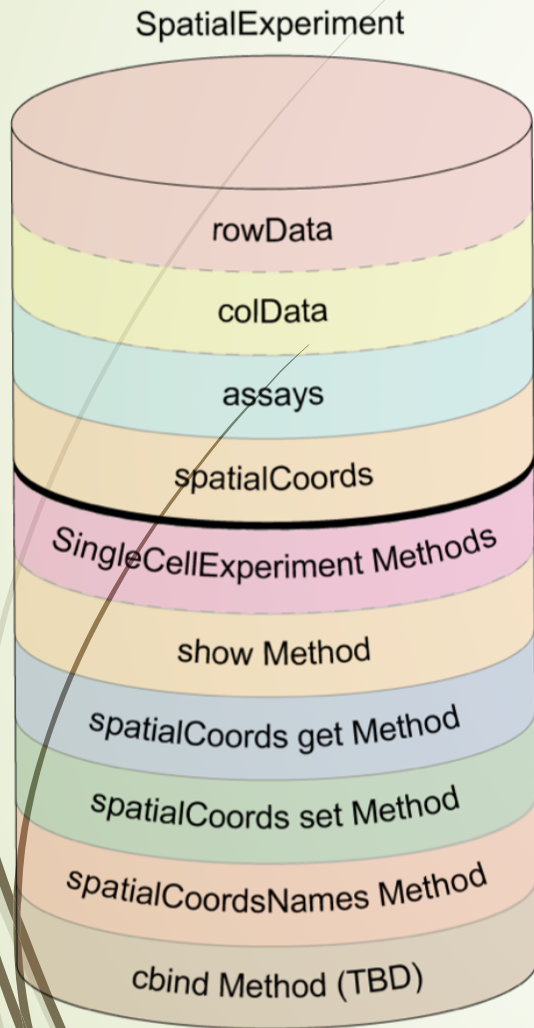 SpatialExperiment
rowData
colData
assays
spatialCoords
SingleCellExperiment Methods
show Method
spatialCoords get Method
spatialCoords set Method
spatialCoordsNames Method
cbind Method (TBD)